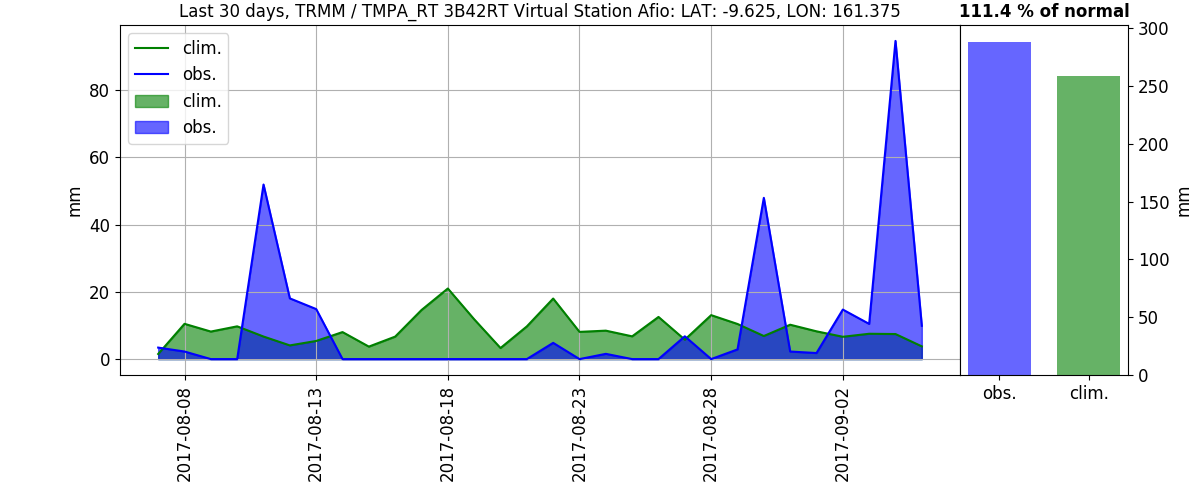 Last 30 days, TRMM / TMPA_RT 3B42RT Virtual Station Afio: LAT: -9.625, LON: 161.375
111.4 % of normal
clim.
obs.
clim.
obs.
mm
80
60
40
20
0
2017-08-08
2017-08-13
2017-08-18
2017-08-23
2017-08-28
2017-09-02
300
250
200
150
100
50
0
mm
obs.
clim.